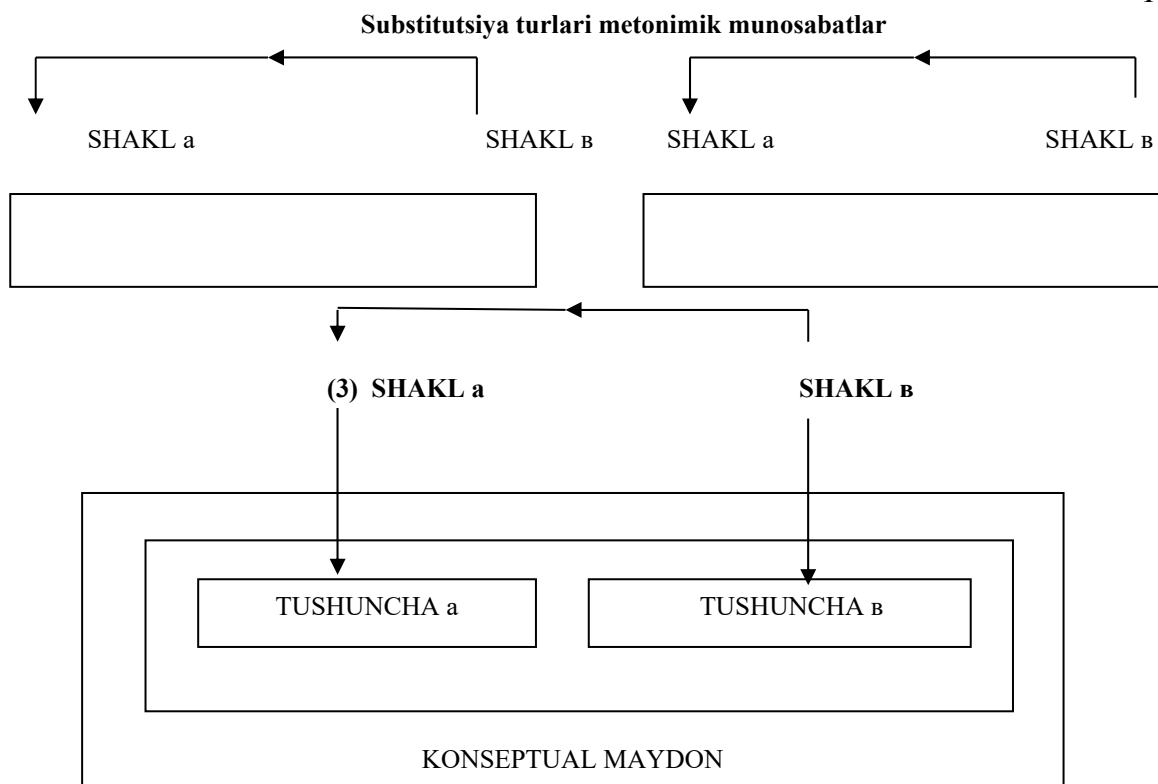 Substitutsiya turlari metonimik munosabatlar
SHAKL a SHAKL в SHAKL a SHAKL в
(3) SHAKL a SHAKL в
TUSHUNCHA a TUSHUNCHA в
KONSEPTUAL MAYDON